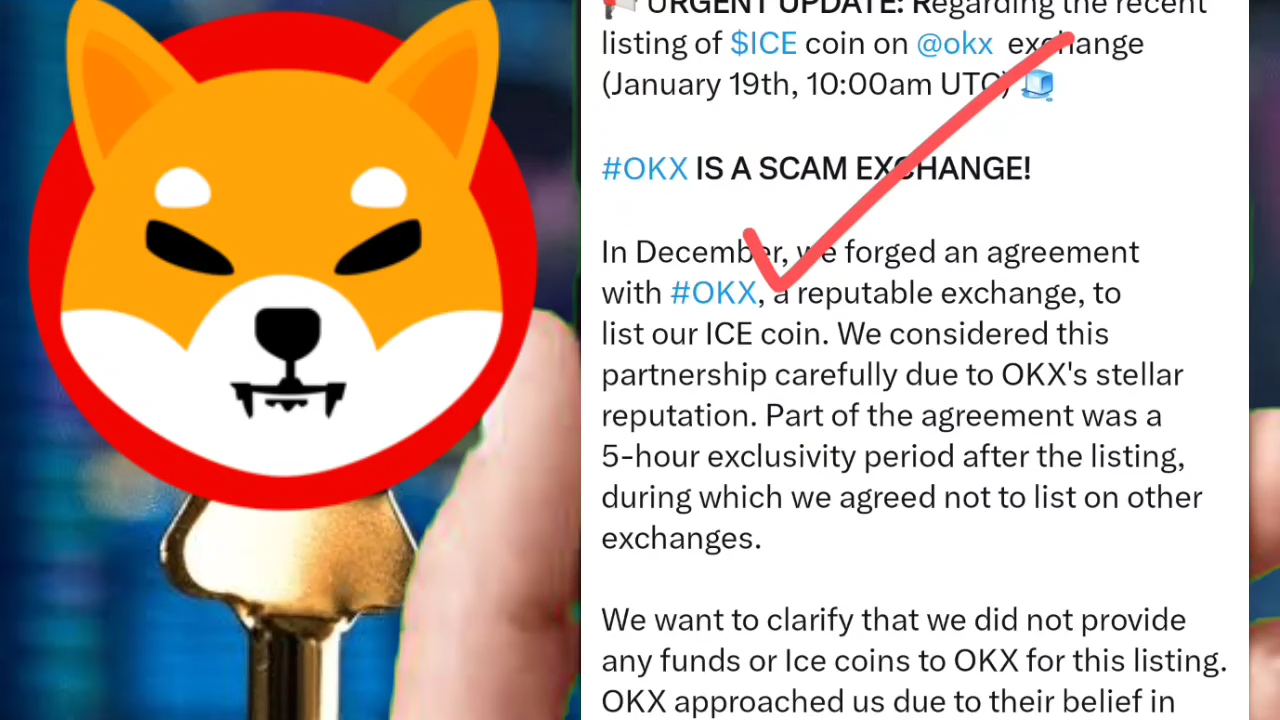 URGENT UPDATE: Regarding the recent
listing of $ICE coin on @okx exchange
(January 19th, 10:00am UTC)
#OKX IS A SCAM EXCHANGE!
In December, we forged an agreement
with #OKX, a reputable exchange, to
list our ICE coin. We considered this
partnership carefully due to OKX's stellar
reputation. Part of the agreement was a
5-hour exclusivity period after the listing,
during which we agreed not to list on other
exchanges.
We want to clarify that we did not provide
any funds or Ice coins to OKX for this listing.
OKX approached us due to their belief in